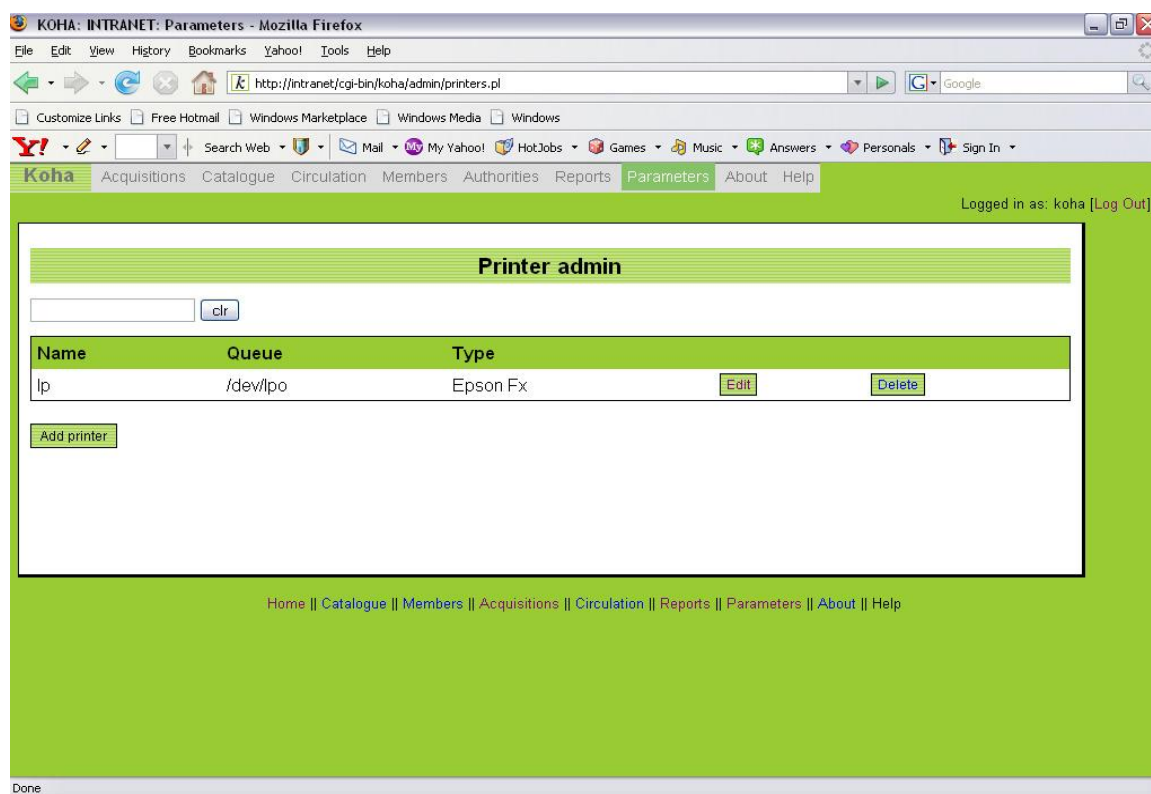 KOHA: INTRANET: Parameters - Mozilla Firefox
File Edit View History Bookmarks Yahoo! Tools Help
k http://intranet/cgi-bin/koha/admin/printers.pl G Google
Customize Links Free Hotmail Windows Marketplace Windows Media Windows
Y! Search Web Mail My My Yahoo! HotJobs Games Music Answers Personals Sign In
Koha Acquisitions Catalogue Circulation Members Authorities Reports Parameters About Help
Logged in as: koha [Log Out]
Printer admin
clr
Name Queue Type
lp /dev/lpo Epson Fx Edit Delete
Add printer
Home || Catalogue || Members || Acquisitions || Circulation || Reports || Parameters || About || Help
Done